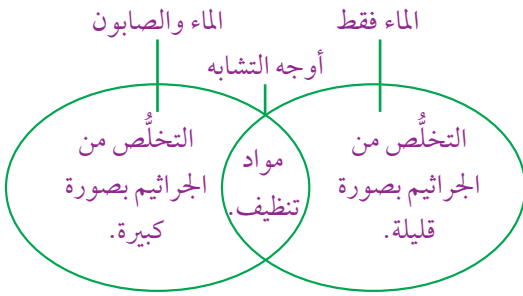 الماء فقط
الماء والصابون
أوجه التشابه
التخلُّص من
الجراثيم بصورة
قليلة.
مواد
تنظيف.
التخلُّص من
الجراثيم بصورة
كبيرة.